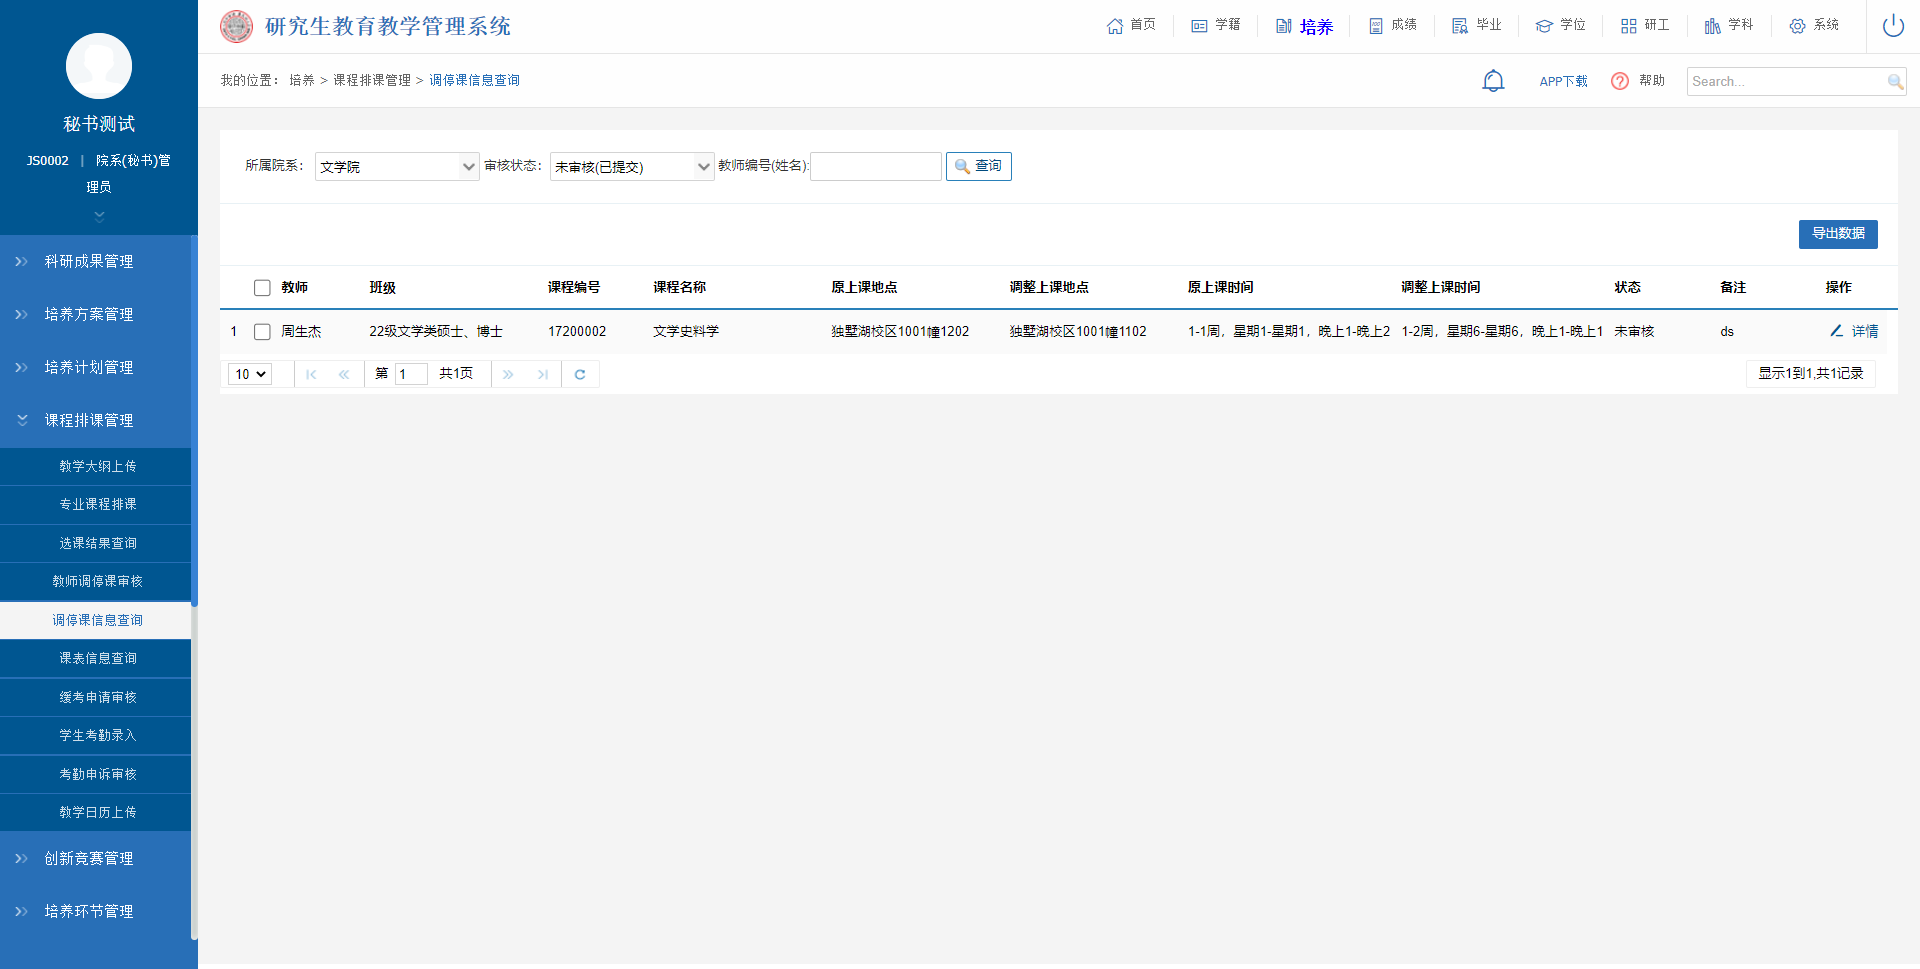 研究生教育教学管理系统
首页 学籍 培养 成绩 毕业 学位 研工 学科 系统
我的位置： 培养 > 课程排课管理 > 调停课信息查询
APP下载 帮助 Search...
秘书测试
JS0002 | 院系(秘书)管
理员
科研成果管理
培养方案管理
培养计划管理
课程排课管理
教学大纲上传
专业课程排课
选课结果查询
教师调停课审核
调停课信息查询
课表信息查询
缓考申请审核
学生考勤录入
考勤申诉审核
教学日历上传
创新竞赛管理
培养环节管理
所属院系： 文学院 审核状态： 未审核(已提交) 教师编号(姓名): 查询
导出数据
教师 班级 课程编号 课程名称 原上课地点 调整上课地点 原上课时间 调整上课时间 状态 备注 操作
1 周生杰 22级文学类硕士、博士 17200002 文学史料学 独墅湖校区1001幢1202 独墅湖校区1001幢1102 1-1周，星期1-星期1，晚上1-晚上2 1-2周，星期6-星期6，晚上1-晚上1 未审核 ds 详情
10 第 1 共1页 显示1到1,共1记录